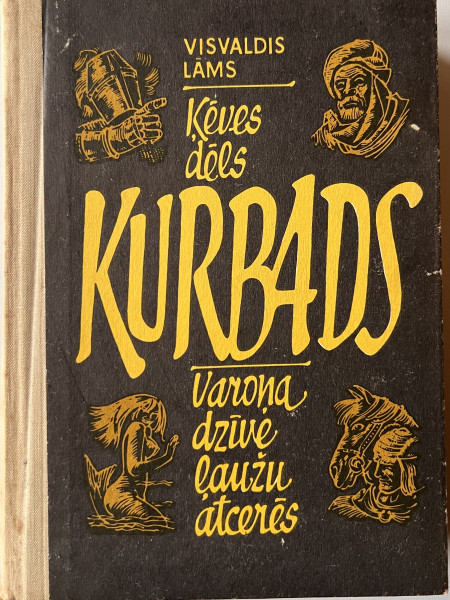 VISVALDIS
LĀMS
Ķēves
dēls
KURBADS
Varoņa
dzīve
ļaužu
atcerēs